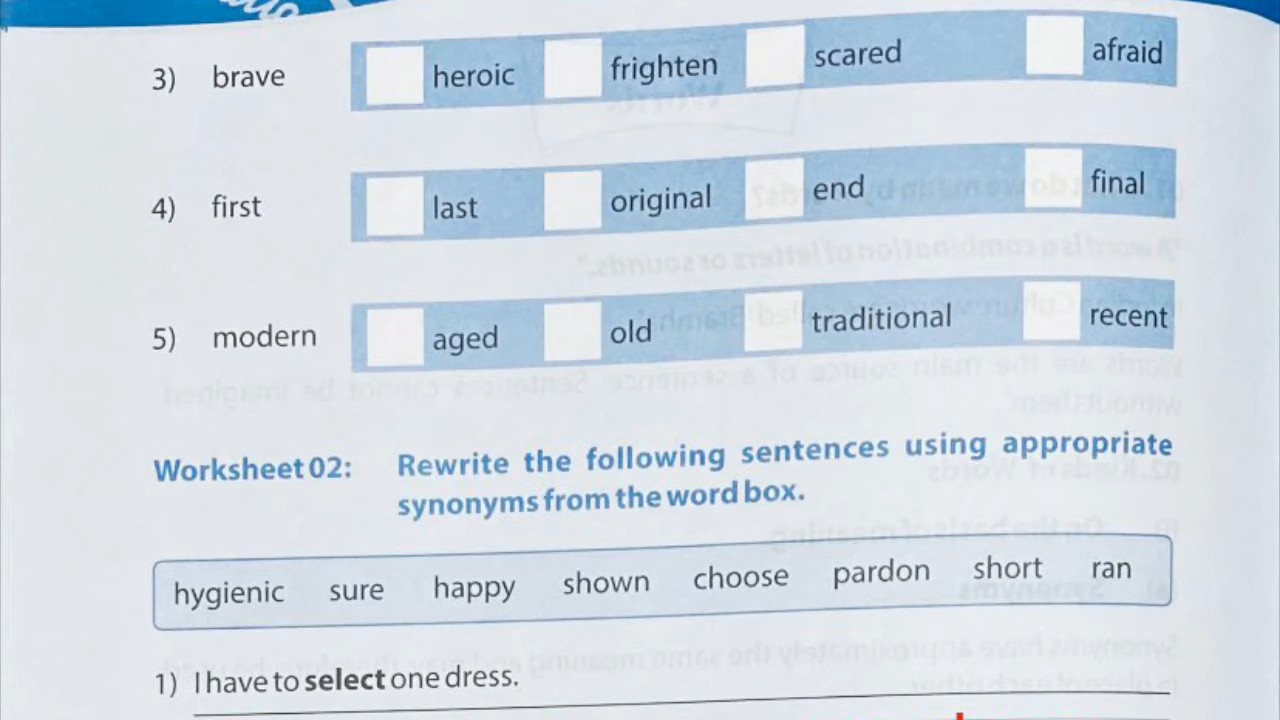 3) brave heroic frighten scared afraid
4) first last original end final
5) modern aged old traditional recent
Worksheet 02: Rewrite the following sentences using appropriate
synonyms from the word box.
hygienic sure happy shown choose pardon short ran
1) I have to select one dress.